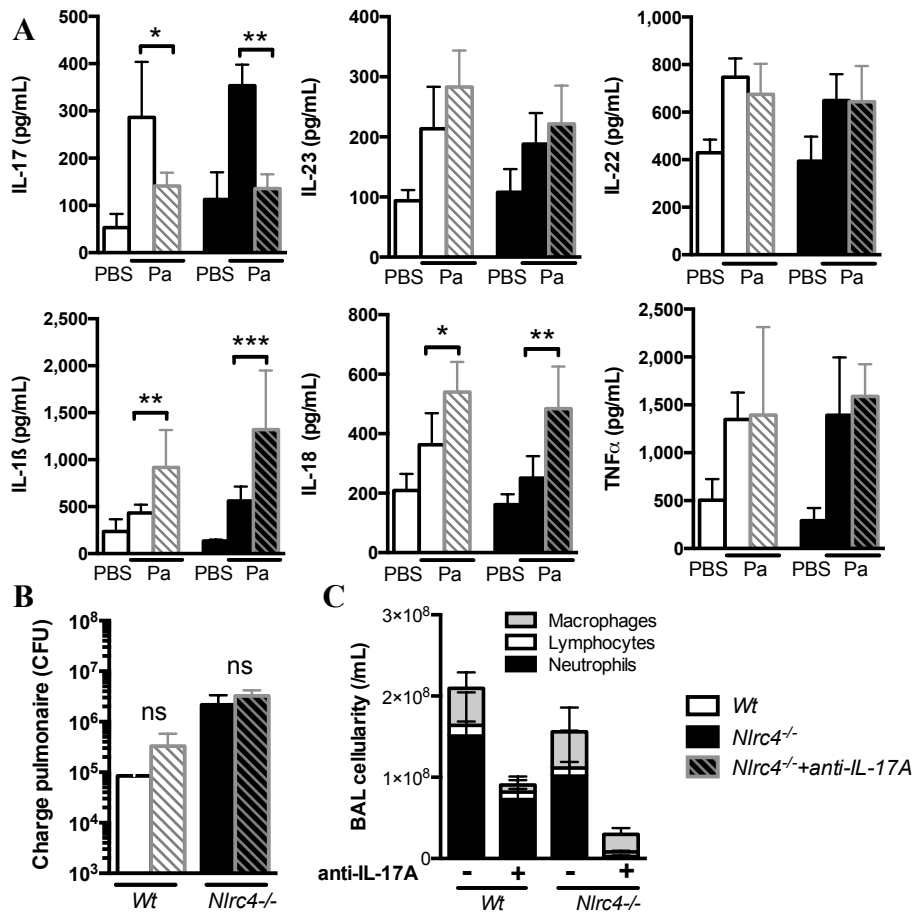 A
IL-17 (pg/mL)
500
400
300
200
100
0
*
**
PBS Pa PBS Pa
IL-23 (pg/mL)
400
300
200
100
0
PBS Pa PBS Pa
IL-22 (pg/mL)
1,000
800
600
400
200
0
PBS Pa PBS Pa
IL-1ß (pg/mL)
2,500
2,000
1,500
1,000
500
0
**
***
PBS Pa PBS Pa
IL-18 (pg/mL)
800
600
400
200
0
*
**
PBS Pa PBS Pa
TNFα (pg/mL)
2,500
2,000
1,500
1,000
500
0
PBS Pa PBS Pa
B
Charge pulmonaire (CFU)
10⁸
10⁷
10⁶
10⁵
10⁴
10³
ns
ns
Wt Nlrc4-/-
C
BAL cellularity (/mL)
3×10⁸
2×10⁸
1×10⁸
0
Macrophages
Lymphocytes
Neutrophils
anti-IL-17A - + - +
Wt Nlrc4-/-
Wt
Nlrc4-/-
Nlrc4-/-+anti-IL-17A